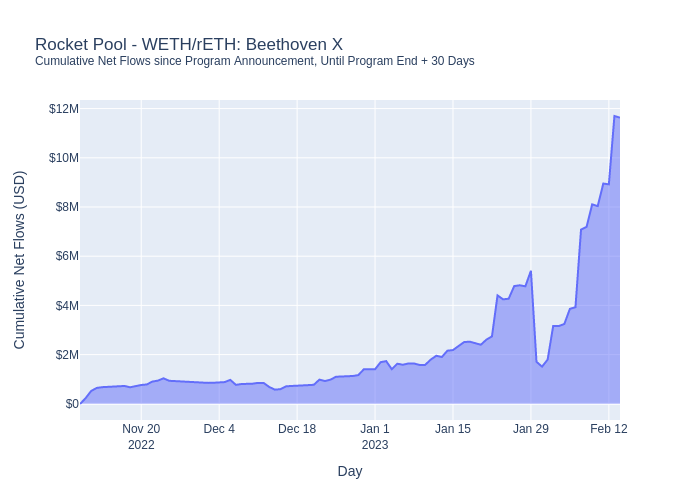 Rocket Pool - WETH/rETH: Beethoven X
Cumulative Net Flows since Program Announcement, Until Program End + 30 Days
Cumulative Net Flows (USD)
$12M
$10M
$8M
$6M
$4M
$2M
$0
Nov 20
2022
Dec 4
Dec 18
Jan 1
2023
Jan 15
Jan 29
Feb 12
Day